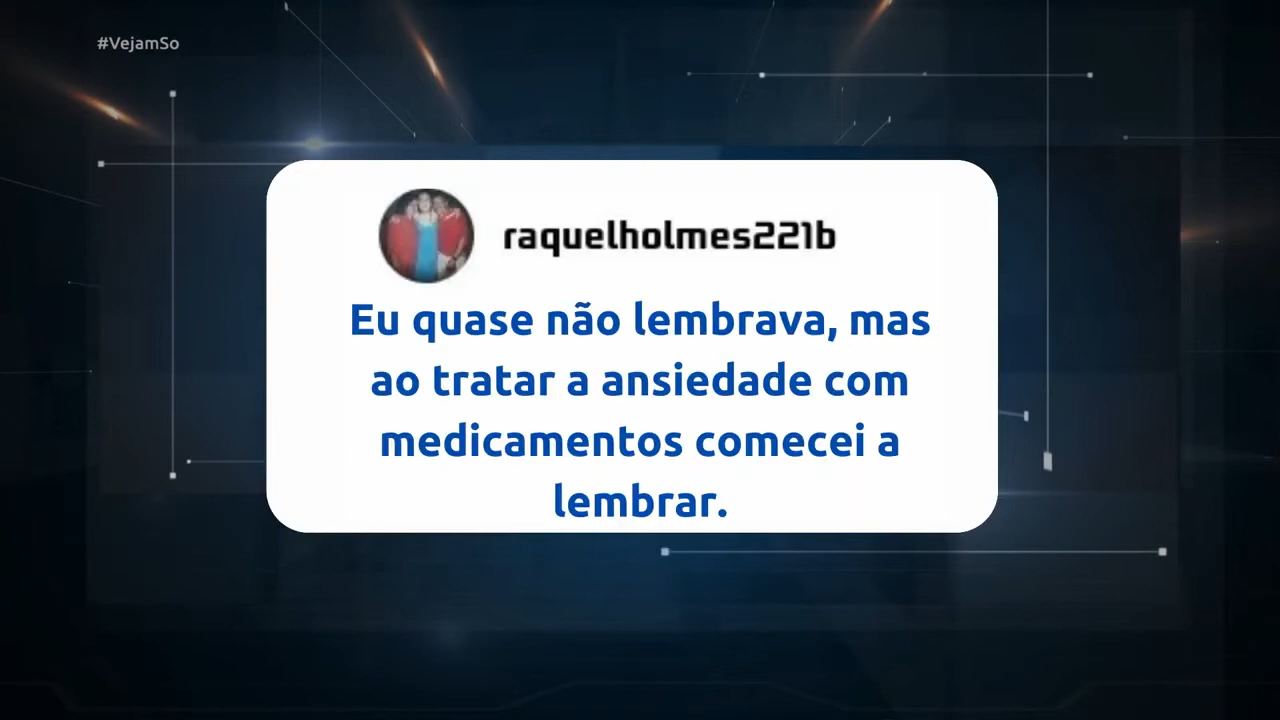 #VejamSo
raquelholmes221b
Eu quase não lembrava, mas
ao tratar a ansiedade com
medicamentos comecei a
lembrar.